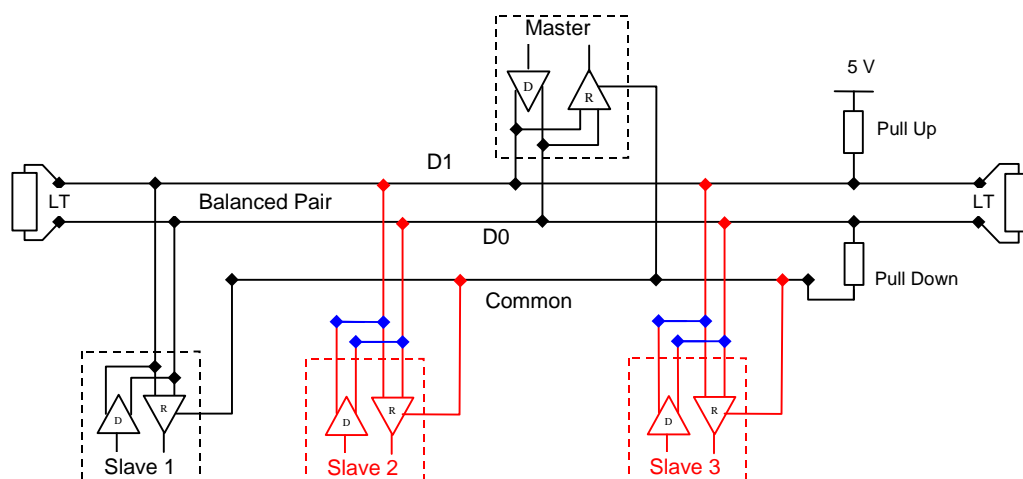 Master
D
R
5 V
Pull Up
D1
LT
Balanced Pair
LT
D0
Pull Down
Common
D
R
D
R
D
R
Slave 1
Slave 2
Slave 3